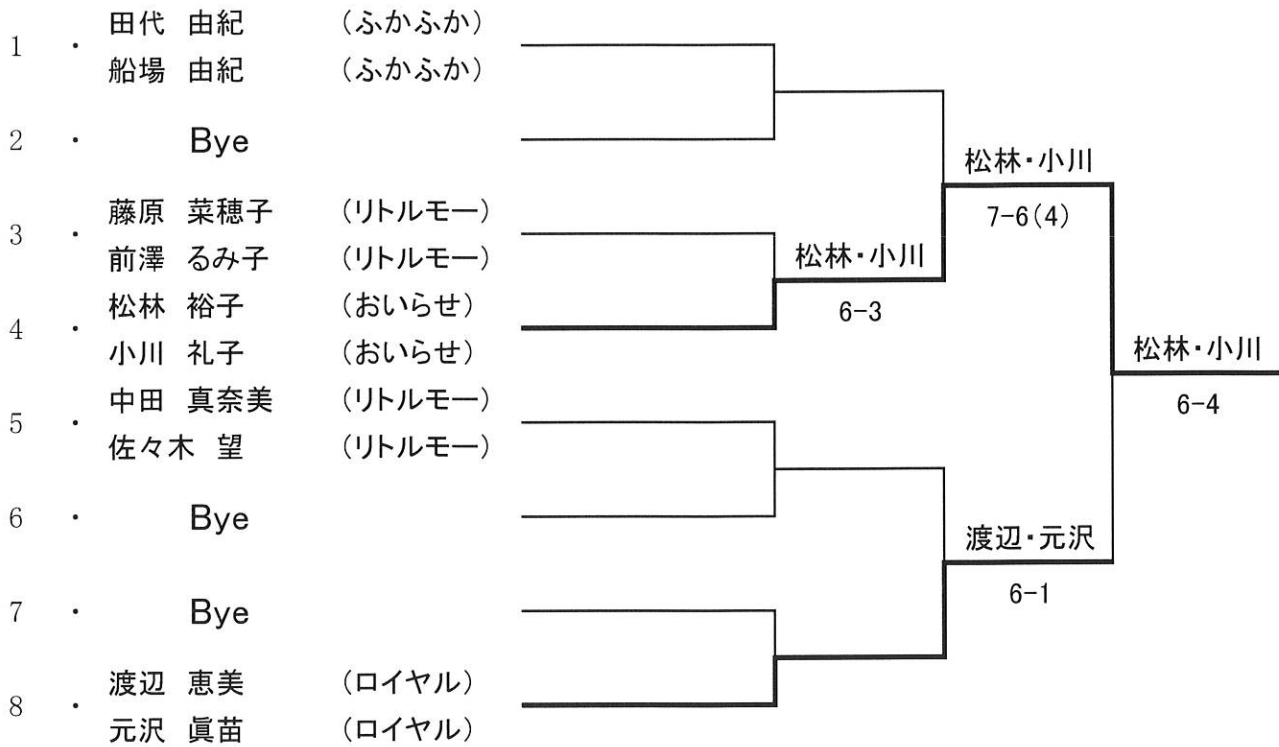 田代 由紀 (ふかふか)
1 ・
船場 由紀 (ふかふか)
2 ・ Bye
藤原 菜穂子 (リトルモー)
3 ・
前澤 るみ子 (リトルモー)
松林 裕子 (おいらせ)
4 ・
小川 礼子 (おいらせ)
中田 真奈美 (リトルモー)
5 ・
佐々木 望 (リトルモー)
6 ・ Bye
7 ・ Bye
渡辺 恵美 (ロイヤル)
8 ・
元沢 眞苗 (ロイヤル)
松林・小川
6-3
松林・小川
7-6(4)
渡辺・元沢
6-1
松林・小川
6-4